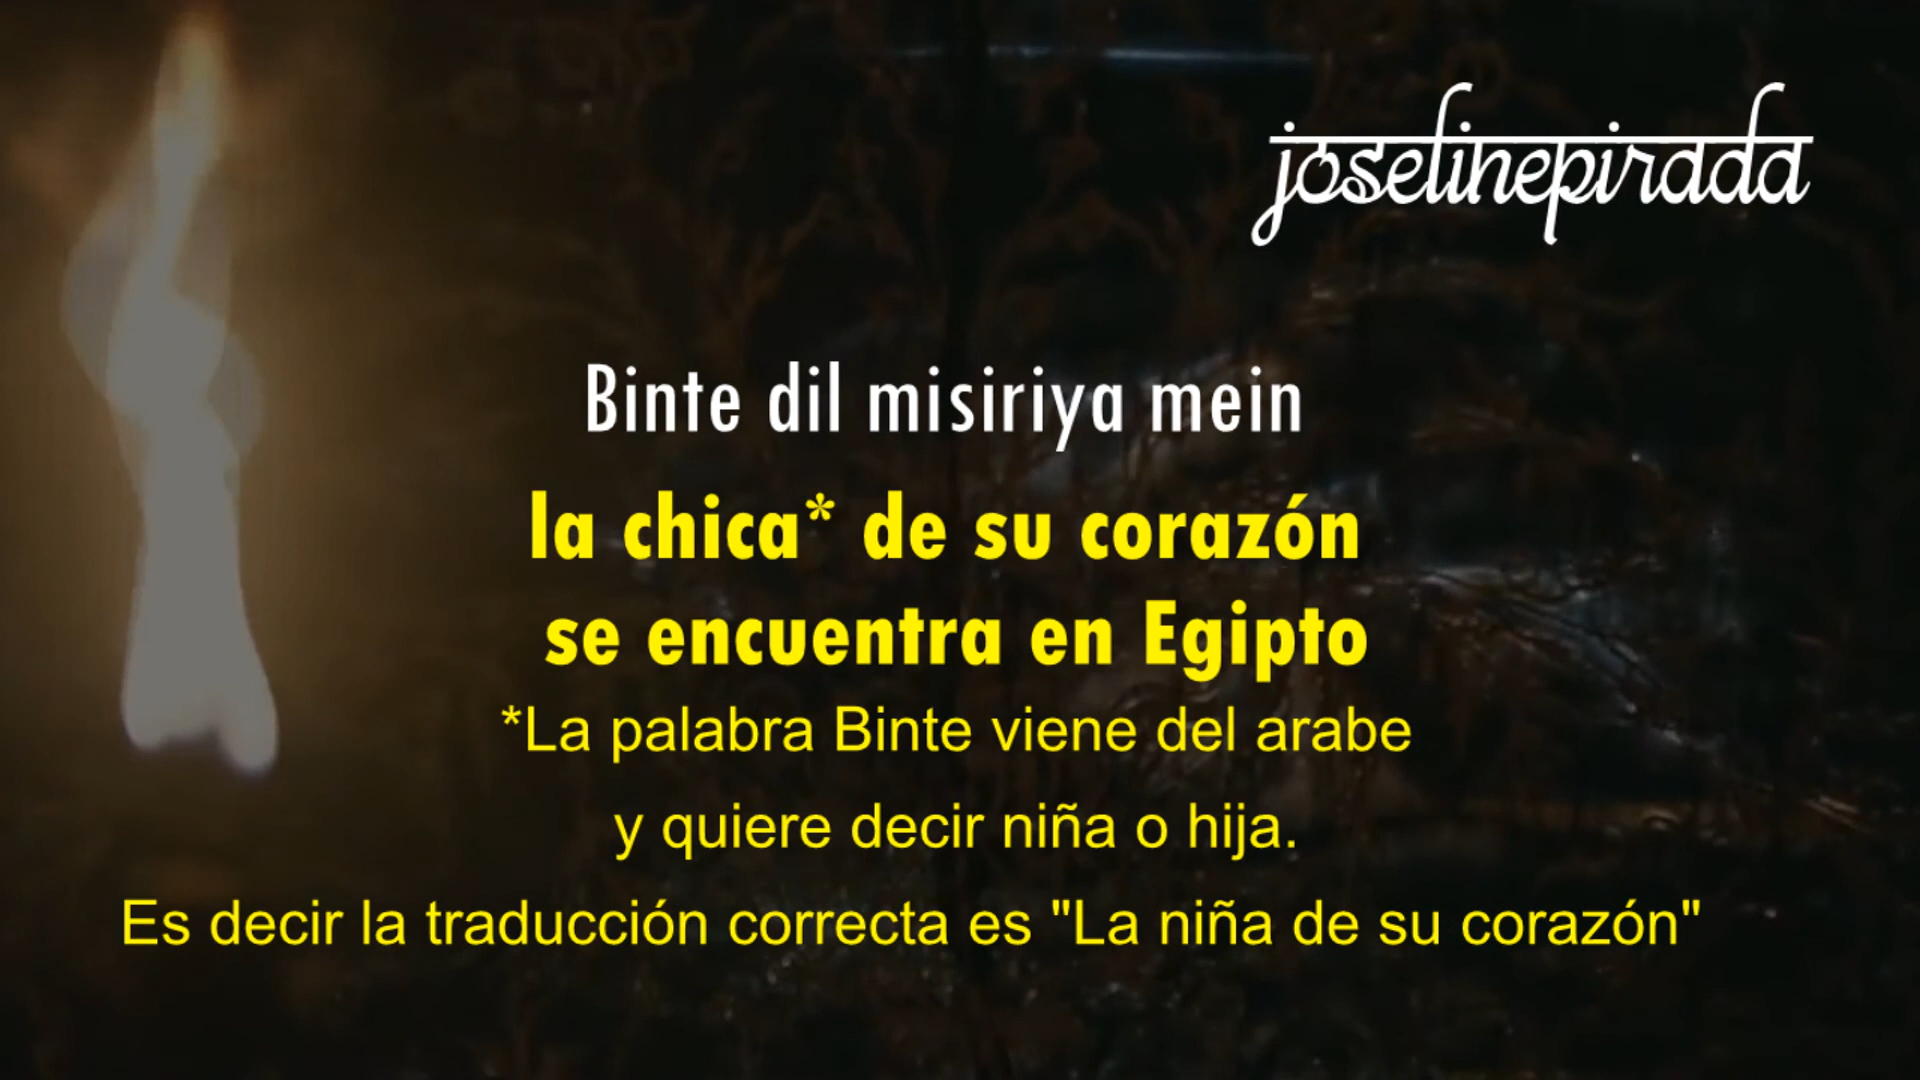 joselinepirada
Binte dil misiriya mein
la chica* de su corazón
se encuentra en Egipto
*La palabra Binte viene del arabe
y quiere decir niña o hija.
Es decir la traducción correcta es "La niña de su corazón"